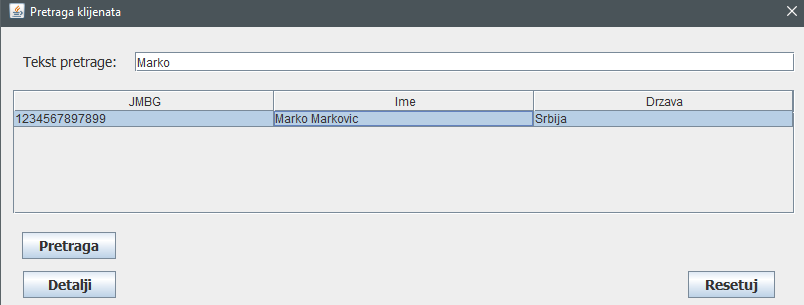 Pretraga klijenata
Tekst pretrage: Marko
JMBG Ime Drzava
1234567897899 Marko Markovic Srbija
Pretraga
Detalji Resetuj